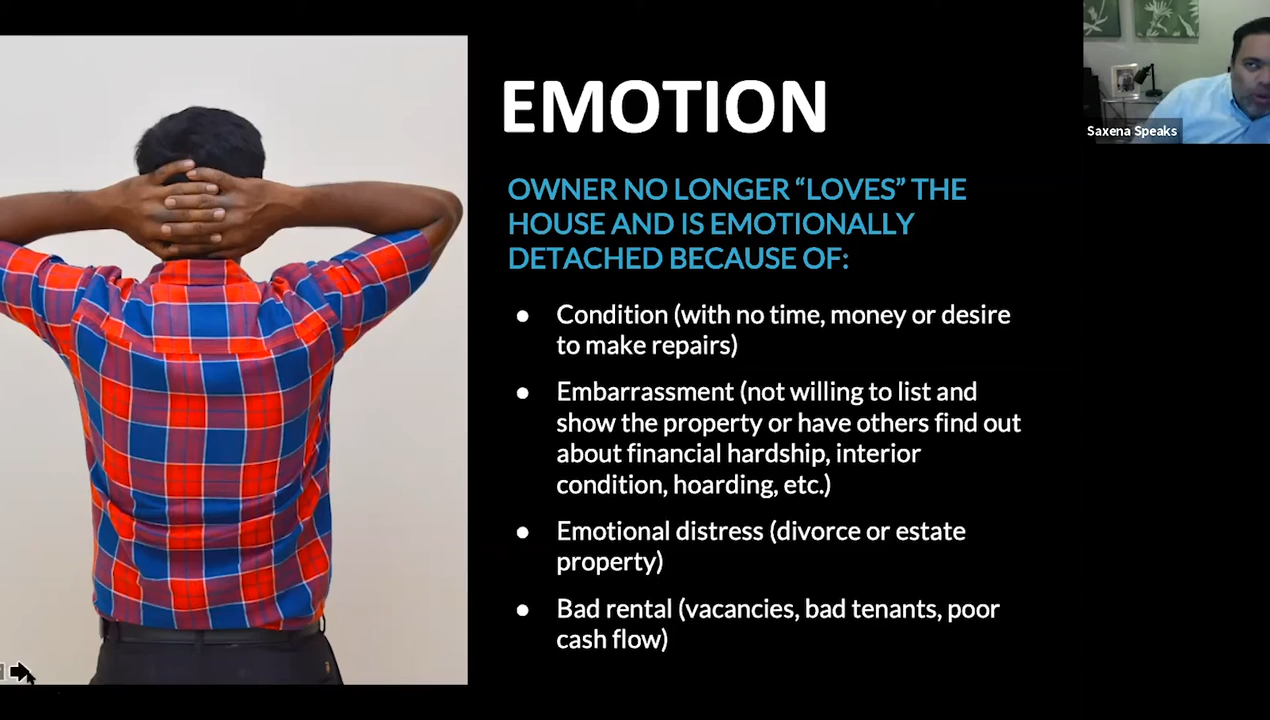 EMOTION
OWNER NO LONGER “LOVES” THE
HOUSE AND IS EMOTIONALLY
DETACHED BECAUSE OF:
● Condition (with no time, money or desire
to make repairs)
● Embarrassment (not willing to list and
show the property or have others find out
about financial hardship, interior
condition, hoarding, etc.)
● Emotional distress (divorce or estate
property)
● Bad rental (vacancies, bad tenants, poor
cash flow)
Saxena Speaks